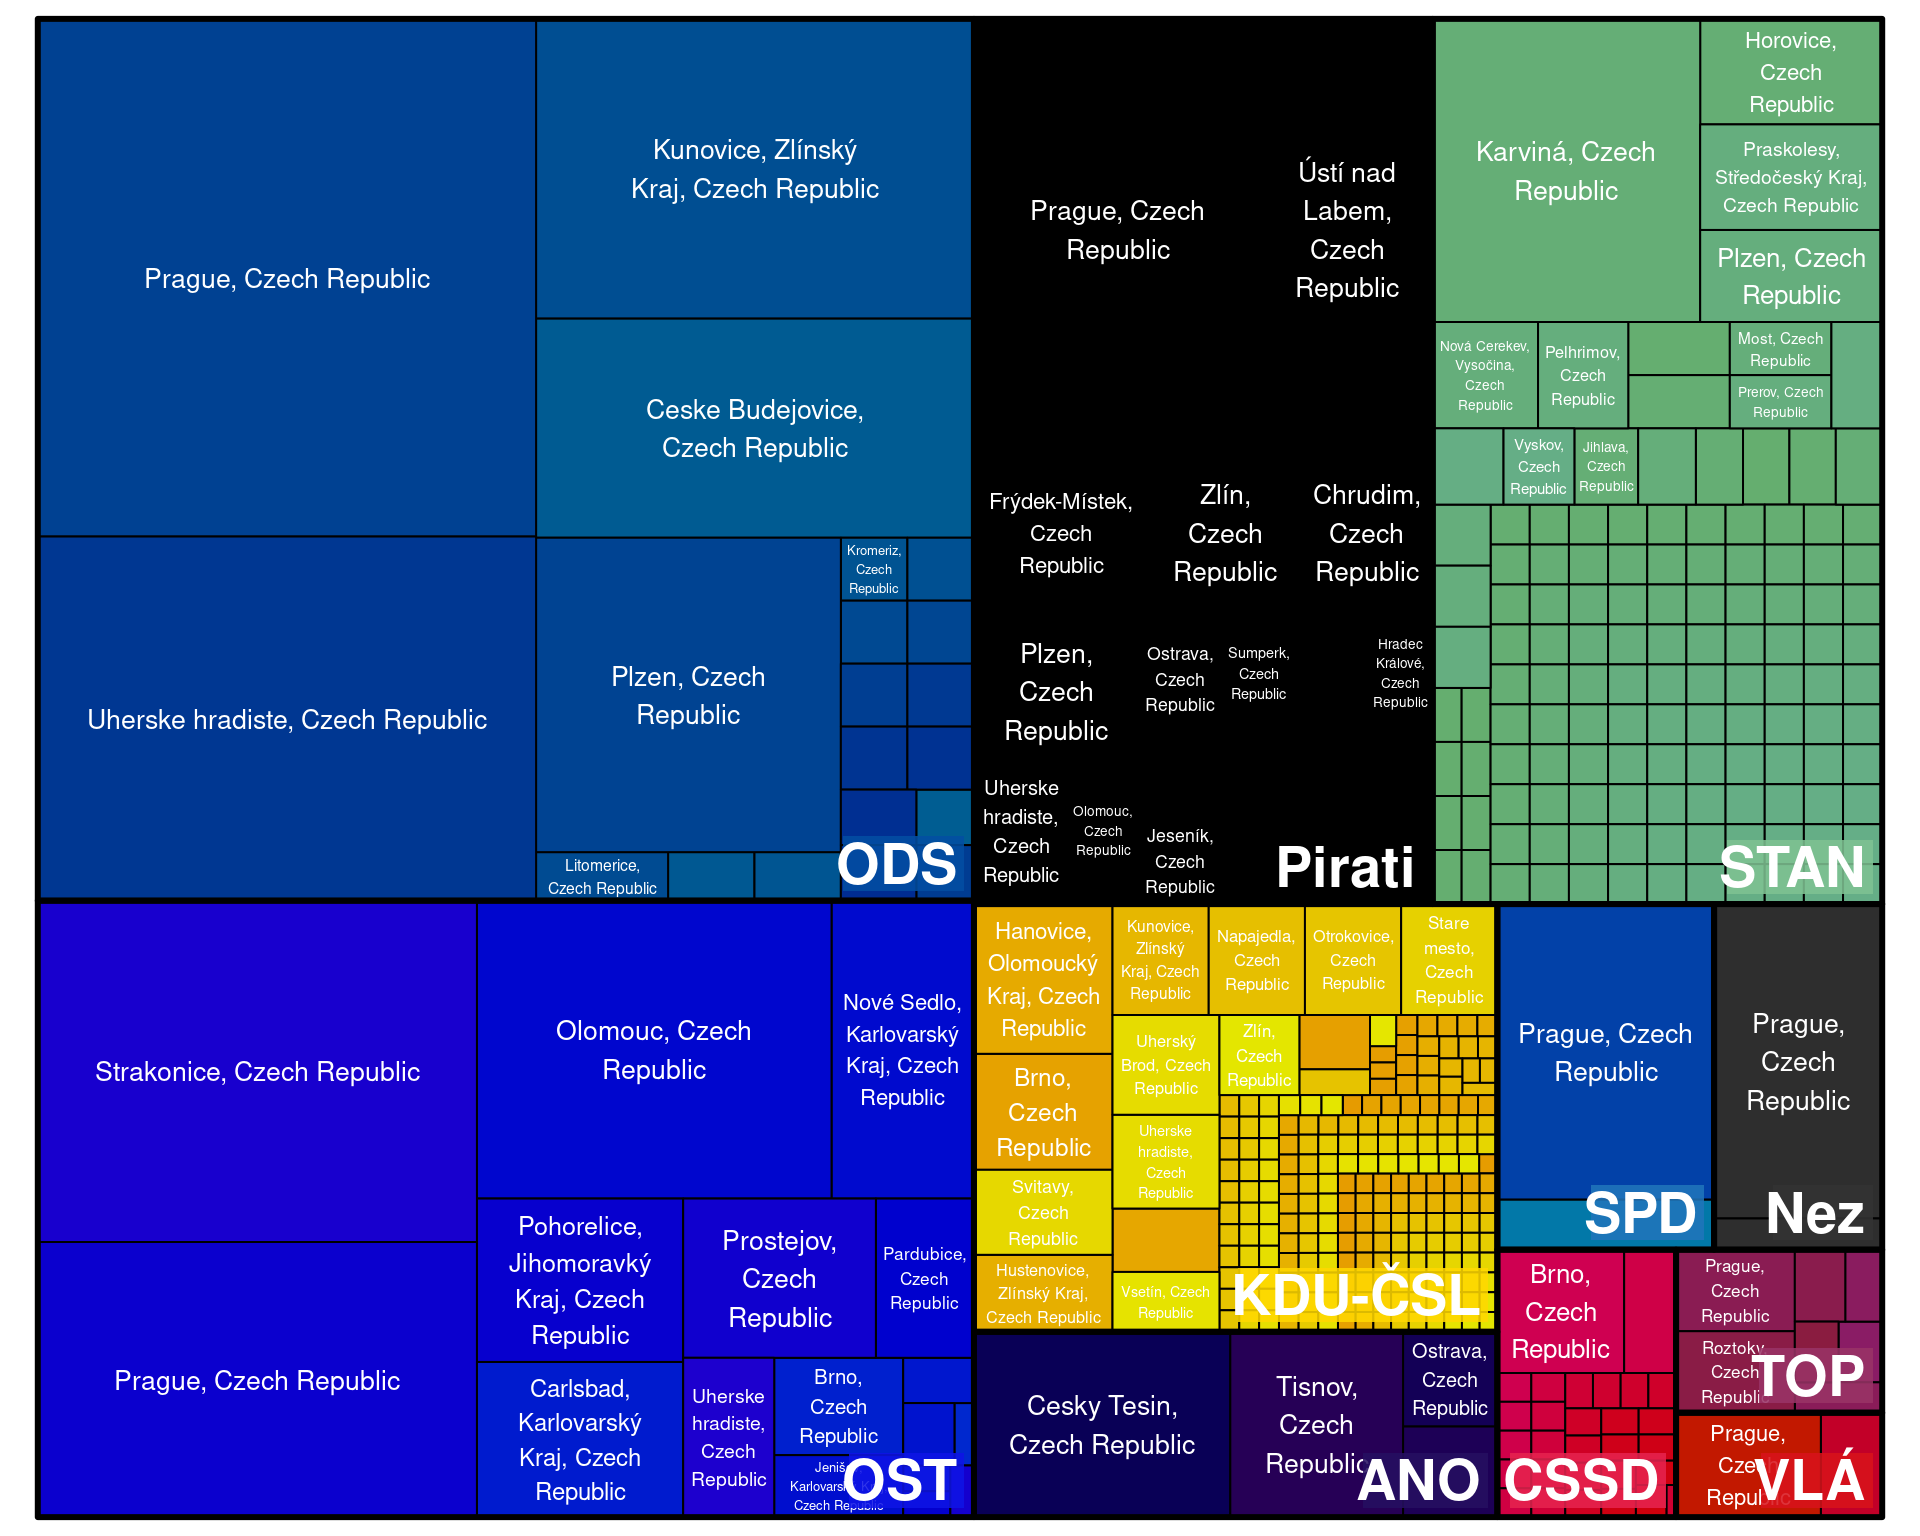 Prague, Czech Republic
Kunovice, Zlínský
Kraj, Czech Republic
Ceske Budejovice,
Czech Republic
Uherske hradiste, Czech Republic
Plzen, Czech
Republic
Kromeriz,
Czech
Republic
Litomerice,
Czech Republic
ODS
Prague, Czech
Republic
Ústí nad
Labem,
Czech
Republic
Frýdek-Místek,
Czech
Republic
Zlín,
Czech
Republic
Chrudim,
Czech
Republic
Plzen,
Czech
Republic
Ostrava,
Czech
Republic
Sumperk,
Czech
Republic
Hradec
Králové,
Czech
Republic
Uherske
hradiste,
Czech
Republic
Olomouc,
Czech
Republic
Jeseník,
Czech
Republic
Pirati
Karviná, Czech
Republic
Horovice,
Czech
Republic
Praskolesy,
Středočeský Kraj,
Czech Republic
Plzen, Czech
Republic
Nová Cerekev,
Vysočina,
Czech
Republic
Pelhrimov,
Czech
Republic
Most, Czech
Republic
Prerov, Czech
Republic
Vyskov,
Czech
Republic
Jihlava,
Czech
Republic
STAN
Strakonice, Czech Republic
Prague, Czech Republic
Olomouc, Czech
Republic
Nové Sedlo,
Karlovarský
Kraj, Czech
Republic
Pohorelice,
Jihomoravký
Kraj, Czech
Republic
Prostejov,
Czech
Republic
Pardubice,
Czech
Republic
Carlsbad,
Karlovarský
Kraj, Czech
Republic
Uherske
hradiste,
Czech
Republic
Brno,
Czech
Republic
Czech Republic
OST
Hanovice,
Olomoucký
Kraj, Czech
Republic
Kunovice,
Zlínský
Kraj, Czech
Republic
Napajedla,
Czech
Republic
Otrokovice,
Czech
Republic
Stare
mesto,
Czech
Republic
Brno,
Czech
Republic
Uherský
Brod, Czech
Republic
Zlín,
Czech
Republic
Svitavy,
Czech
Republic
Uherske
hradiste,
Czech
Republic
Hustenovice,
Zlínský Kraj,
Czech Republic
Vsetín, Czech
Republic
KDU-ČSL
Cesky Tesin,
Czech Republic
Tisnov,
Czech
Republic
Ostrava,
Czech
Republic
ANO
Prague, Czech
Republic
SPD
Prague,
Czech
Republic
Nez
Brno,
Czech
Republic
CSSD
Prague,
Czech
Republic
Roztoky,
Czech
Republic
TOP
Prague,
Czech
Republic
VLÁ